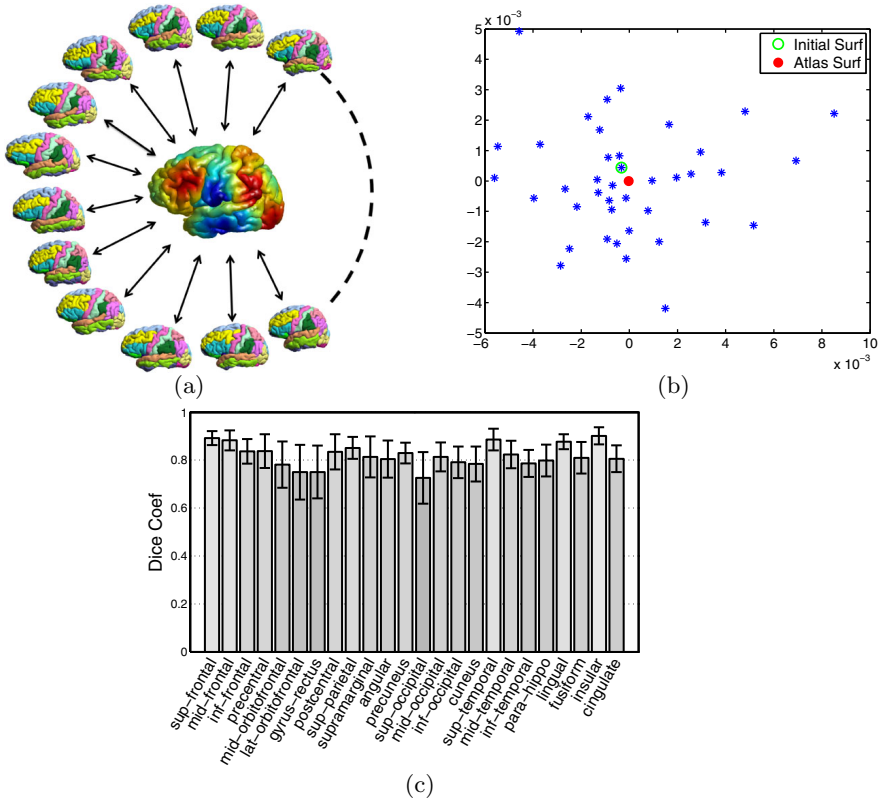 (a)
x 10⁻³
5
4
3
2
1
0
−1
−2
−3
−4
−5
−6
−4
−2
0
2
4
6
8
10
x 10⁻³
Initial Surf
Atlas Surf
(b)
1
0.8
0.6
0.4
0.2
0
Dice Coef
sup−frontal
mid−frontal
inf−frontal
precentral
mid−orbitofrontal
lat−orbitofrontal
gyrus−rectus
postcentral
sup−parietal
supramarginal
angular
precuneus
sup−occipital
mid−occipital
inf−occipital
cuneus
sup−temporal
mid−temporal
inf−temporal
para−hippo
lingual
fusiform
insular
cingulate
(c)